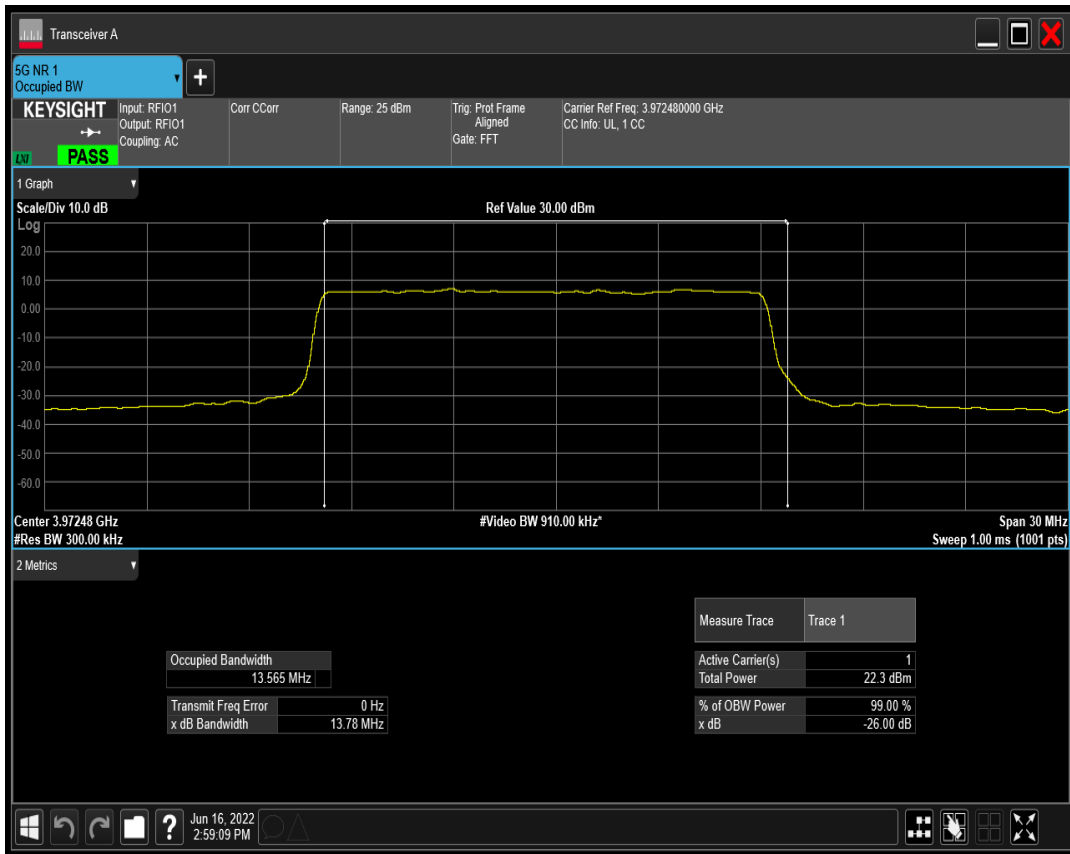 Transceiver A
5G NR 1
Occupied BW
+
KEYSIGHT
LXI
PASS
Input: RFIO1
Output: RFIO1
Coupling: AC
Corr CCorr
Range: 25 dBm
Trig: Prot Frame
Aligned
Gate: FFT
Carrier Ref Freq: 3.972480000 GHz
CC Info: UL, 1 CC
1 Graph
Scale/Div 10.0 dB
Ref Value 30.00 dBm
Log
20.0
10.0
0.00
-10.0
-20.0
-30.0
-40.0
-50.0
-60.0
Center 3.97248 GHz
#Video BW 910.00 kHz*
Span 30 MHz
#Res BW 300.00 kHz
Sweep 1.00 ms (1001 pts)
2 Metrics
Measure Trace Trace 1
Occupied Bandwidth
13.565 MHz
Active Carrier(s) 1
Total Power 22.3 dBm
Transmit Freq Error 0 Hz
x dB Bandwidth 13.78 MHz
% of OBW Power 99.00 %
x dB -26.00 dB
?
Jun 16, 2022
2:59:09 PM